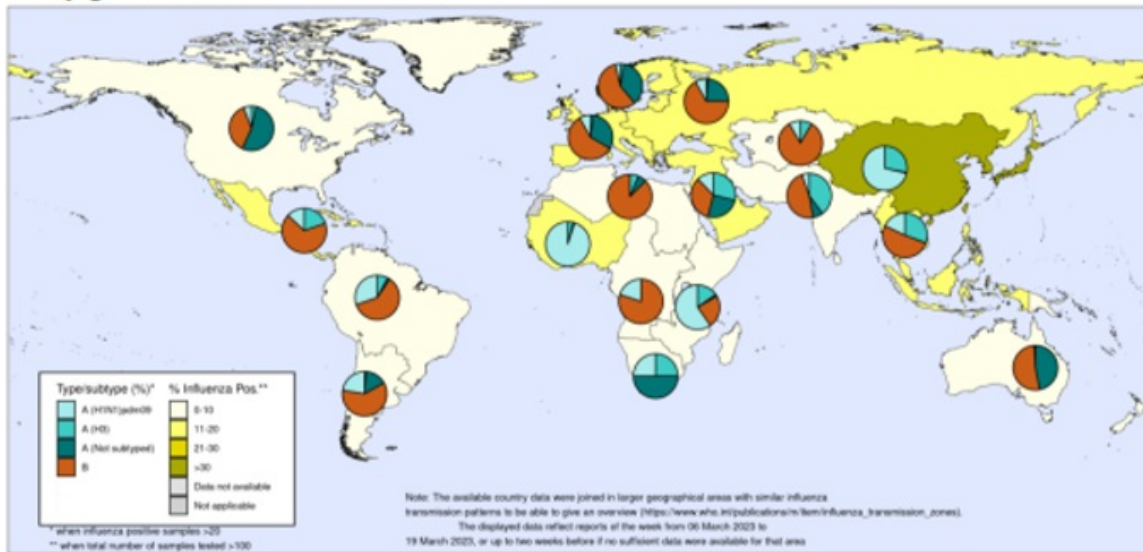 Type/subtype (%)*
A (H1N1)pdm09
A (H3)
A (Not subtyped)
B
% Influenza Pos.**
0-10
11-20
21-30
>30
Data not available
Not applicable
* when influenza positive samples >20
** when total number of samples tested >100
Note: The available country data were joined in larger geographical areas with similar influenza
transmission patterns to be able to give an overview (https://www.who.int/publications/m/item/influenza_transmission_zones).
The displayed data reflect reports of the week from 06 March 2023 to
19 March 2023, or up to two weeks before if no sufficient data were available for that area